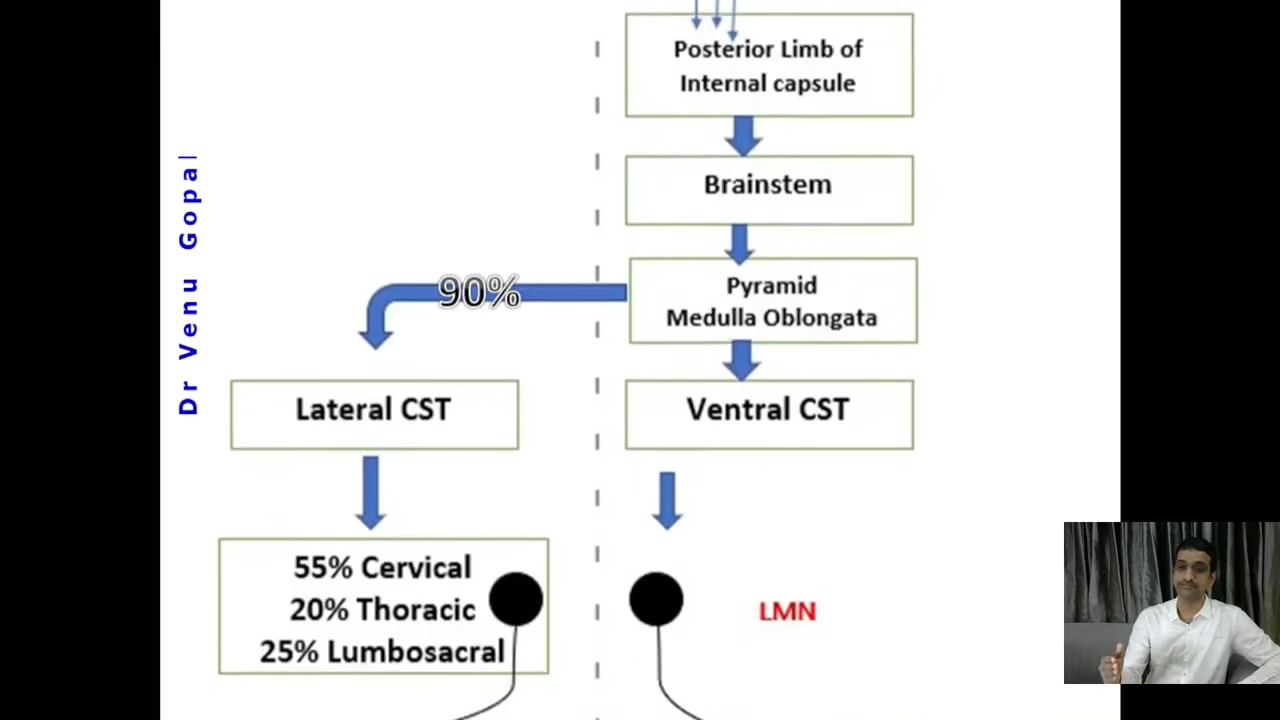 Posterior Limb of
Internal capsule
Brainstem
Pyramid
Medulla Oblongata
90%
Lateral CST
Ventral CST
55% Cervical
20% Thoracic
25% Lumbosacral
LMN
Dr Venu Gopal